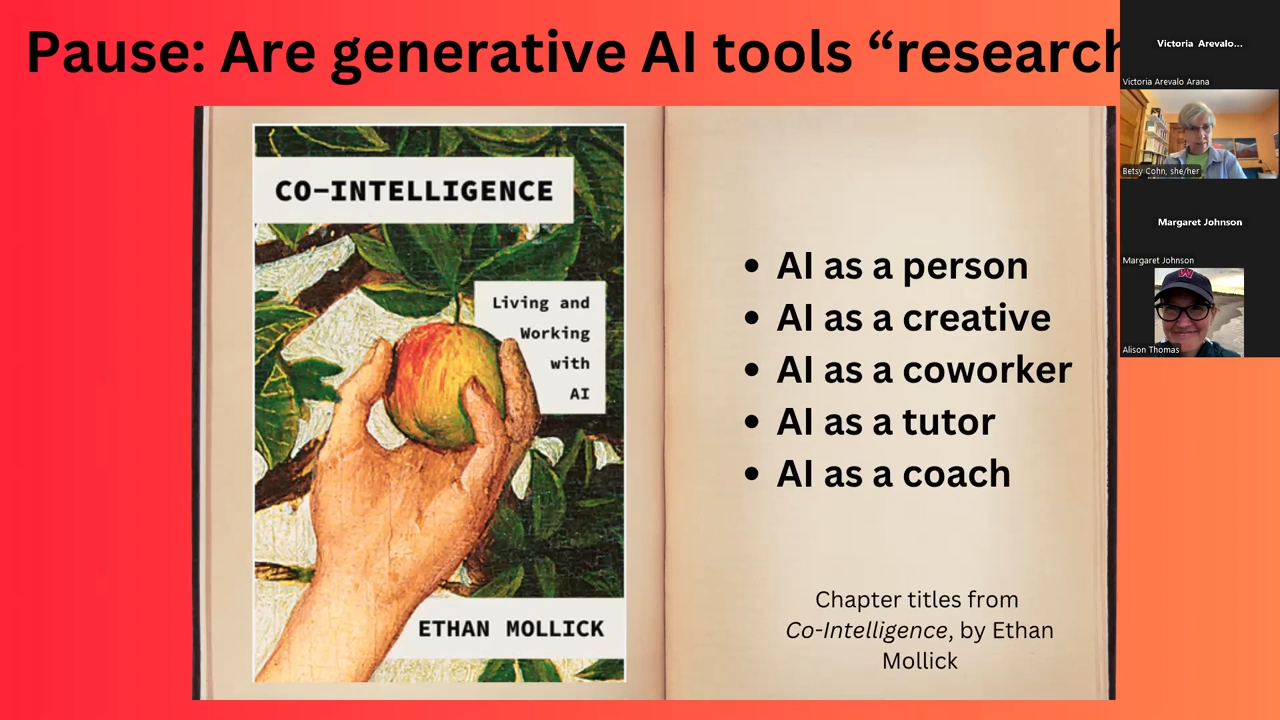 Pause: Are generative AI tools “research
CO-INTELLIGENCE
Living and
Working
with
AI
ETHAN MOLLICK
• AI as a person
• AI as a creative
• AI as a coworker
• AI as a tutor
• AI as a coach
Chapter titles from
Co-Intelligence, by Ethan
Mollick
Victoria Arevalo...
Victoria Arevalo Arana
Betsy Cohn, she/her
Margaret Johnson
Margaret Johnson
Alison Thomas